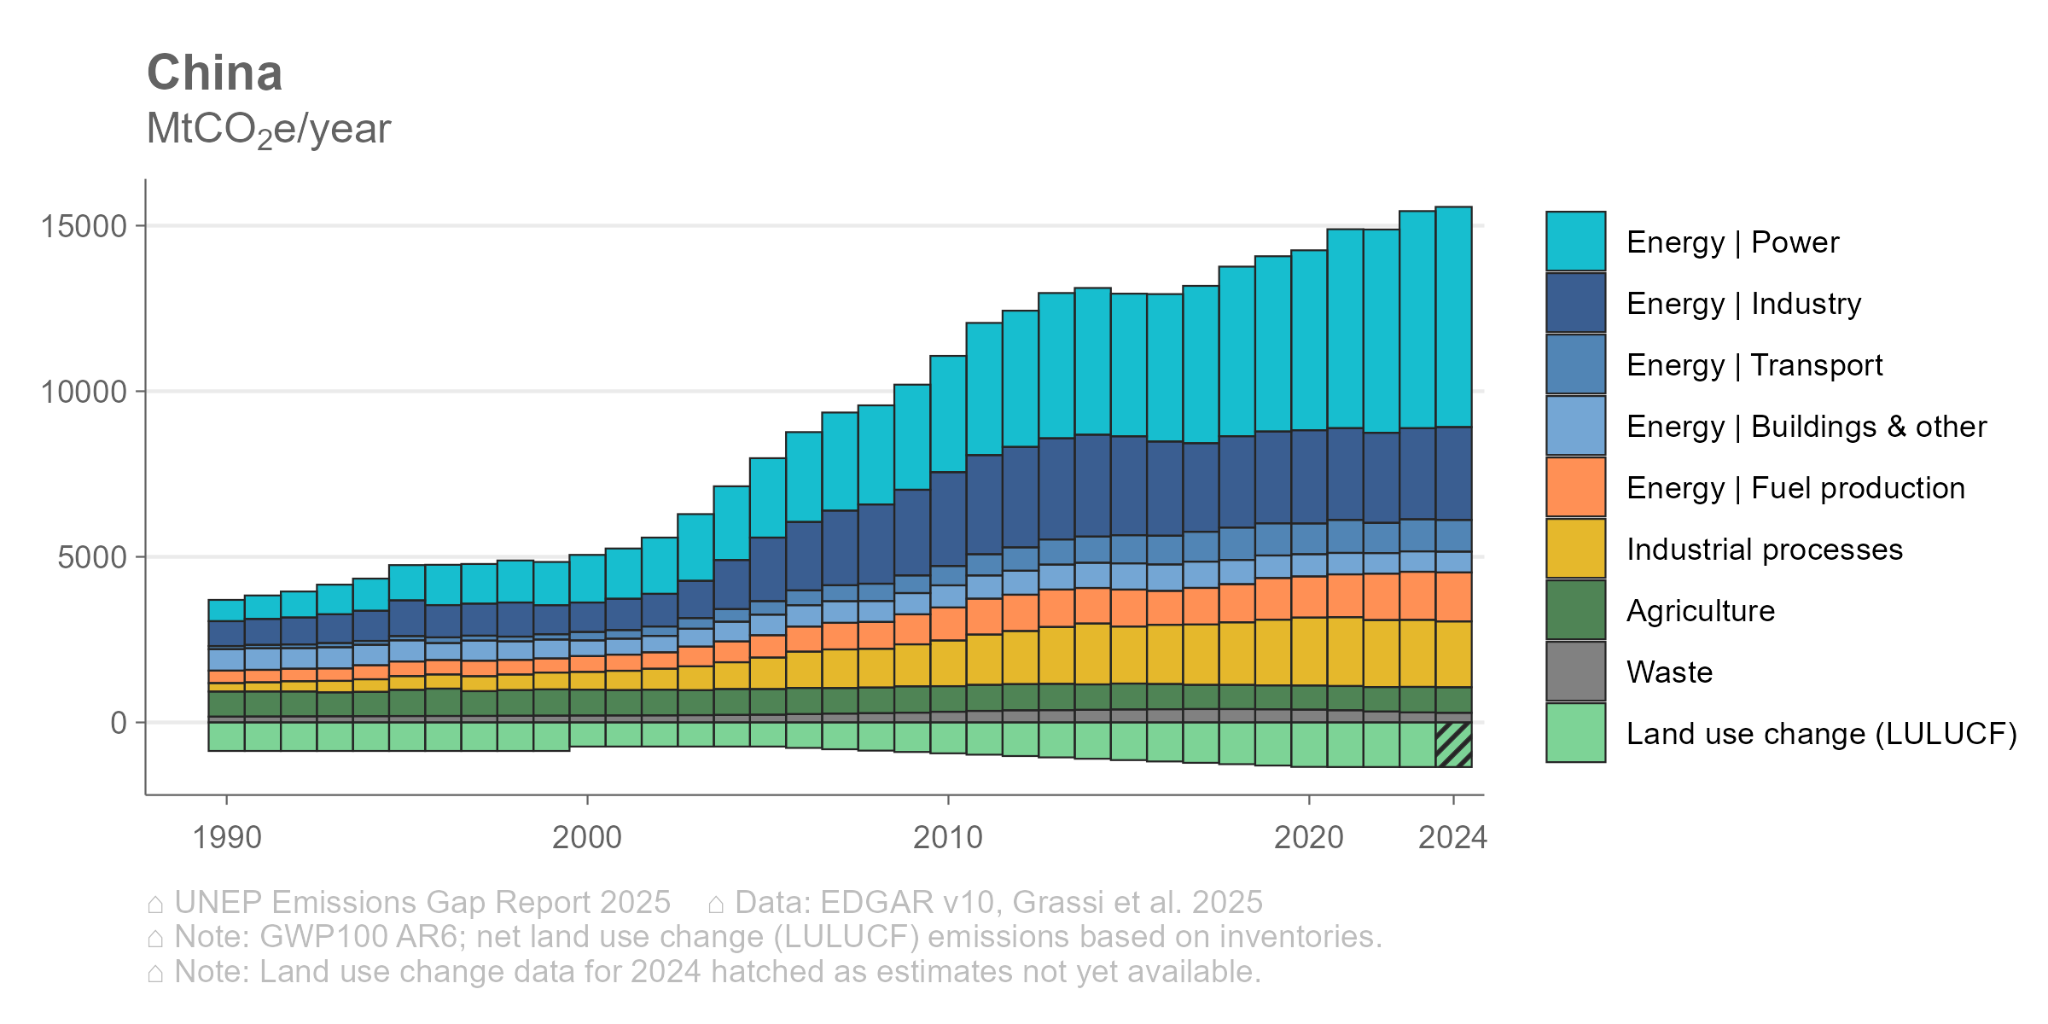 China
MtCO₂e/year
15000
10000
5000
0
1990 2000 2010 2020 2024
Energy | Power
Energy | Industry
Energy | Transport
Energy | Buildings & other
Energy | Fuel production
Industrial processes
Agriculture
Waste
Land use change (LULUCF)
⌂ UNEP Emissions Gap Report 2025 ⌂ Data: EDGAR v10, Grassi et al. 2025
⌂ Note: GWP100 AR6; net land use change (LULUCF) emissions based on inventories.
⌂ Note: Land use change data for 2024 hatched as estimates not yet available.